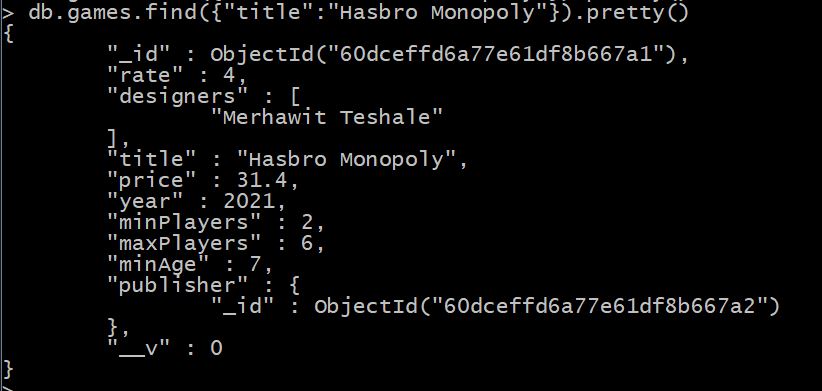 > db.games.find({"title":"Hasbro Monopoly"}).pretty()
{
        "_id" : ObjectId("60dceffd6a77e61df8b667a1"),
        "rate" : 4,
        "designers" : [
                "Merhawit Teshale"
        ],
        "title" : "Hasbro Monopoly",
        "price" : 31.4,
        "year" : 2021,
        "minPlayers" : 2,
        "maxPlayers" : 6,
        "minAge" : 7,
        "publisher" : {
                "_id" : ObjectId("60dceffd6a77e61df8b667a2")
        },
        "__v" : 0
}
>